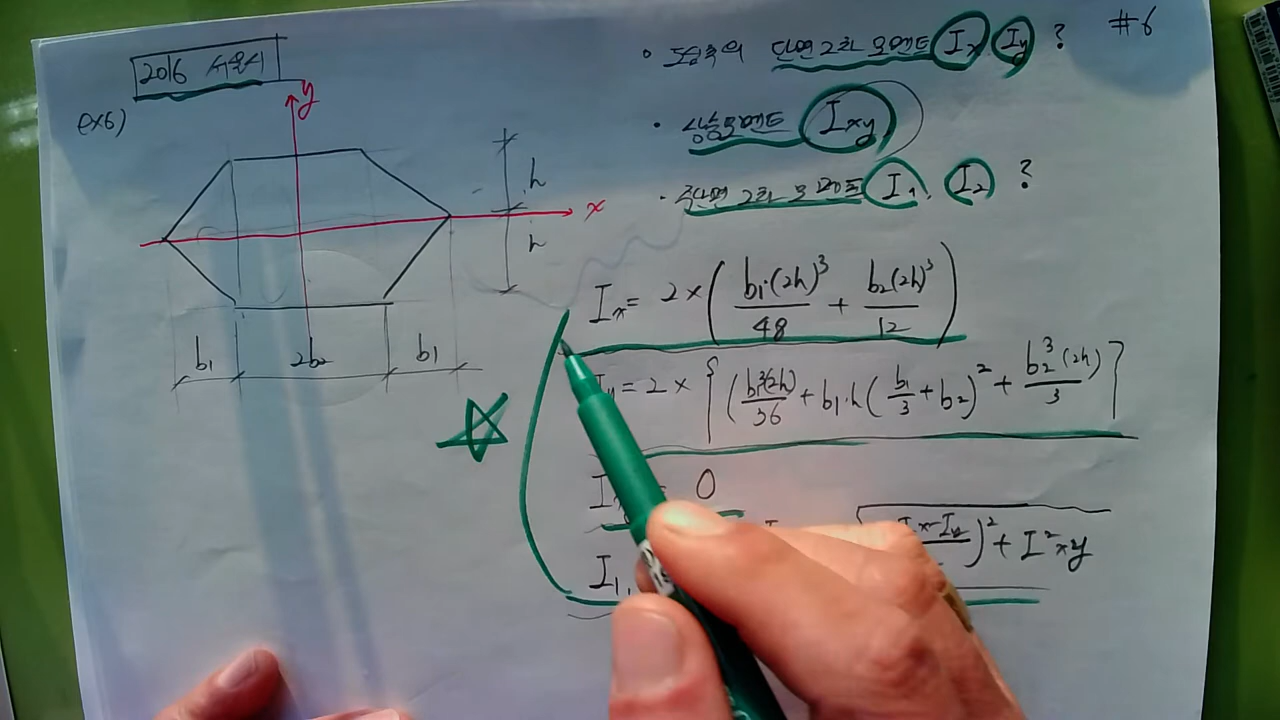 #6
2016 서울시
ex6)
• 도심축의 단면 2차 모멘트 Ix Iy ?
• 상승모멘트 Ixy
• 주단면 2차 모멘트 I₁, I₂ ?
y
x
h
h
b₁ 2b₂ b₁
Ix = 2×(b₁·(2h)³/48 + b₂(2h)³/12)
= 2× {(b₁³(2h)/36 + b₁·h(b₁/3 + b₂)² + b₂³(2h)/3}
0
I₁,
)² + I²xy